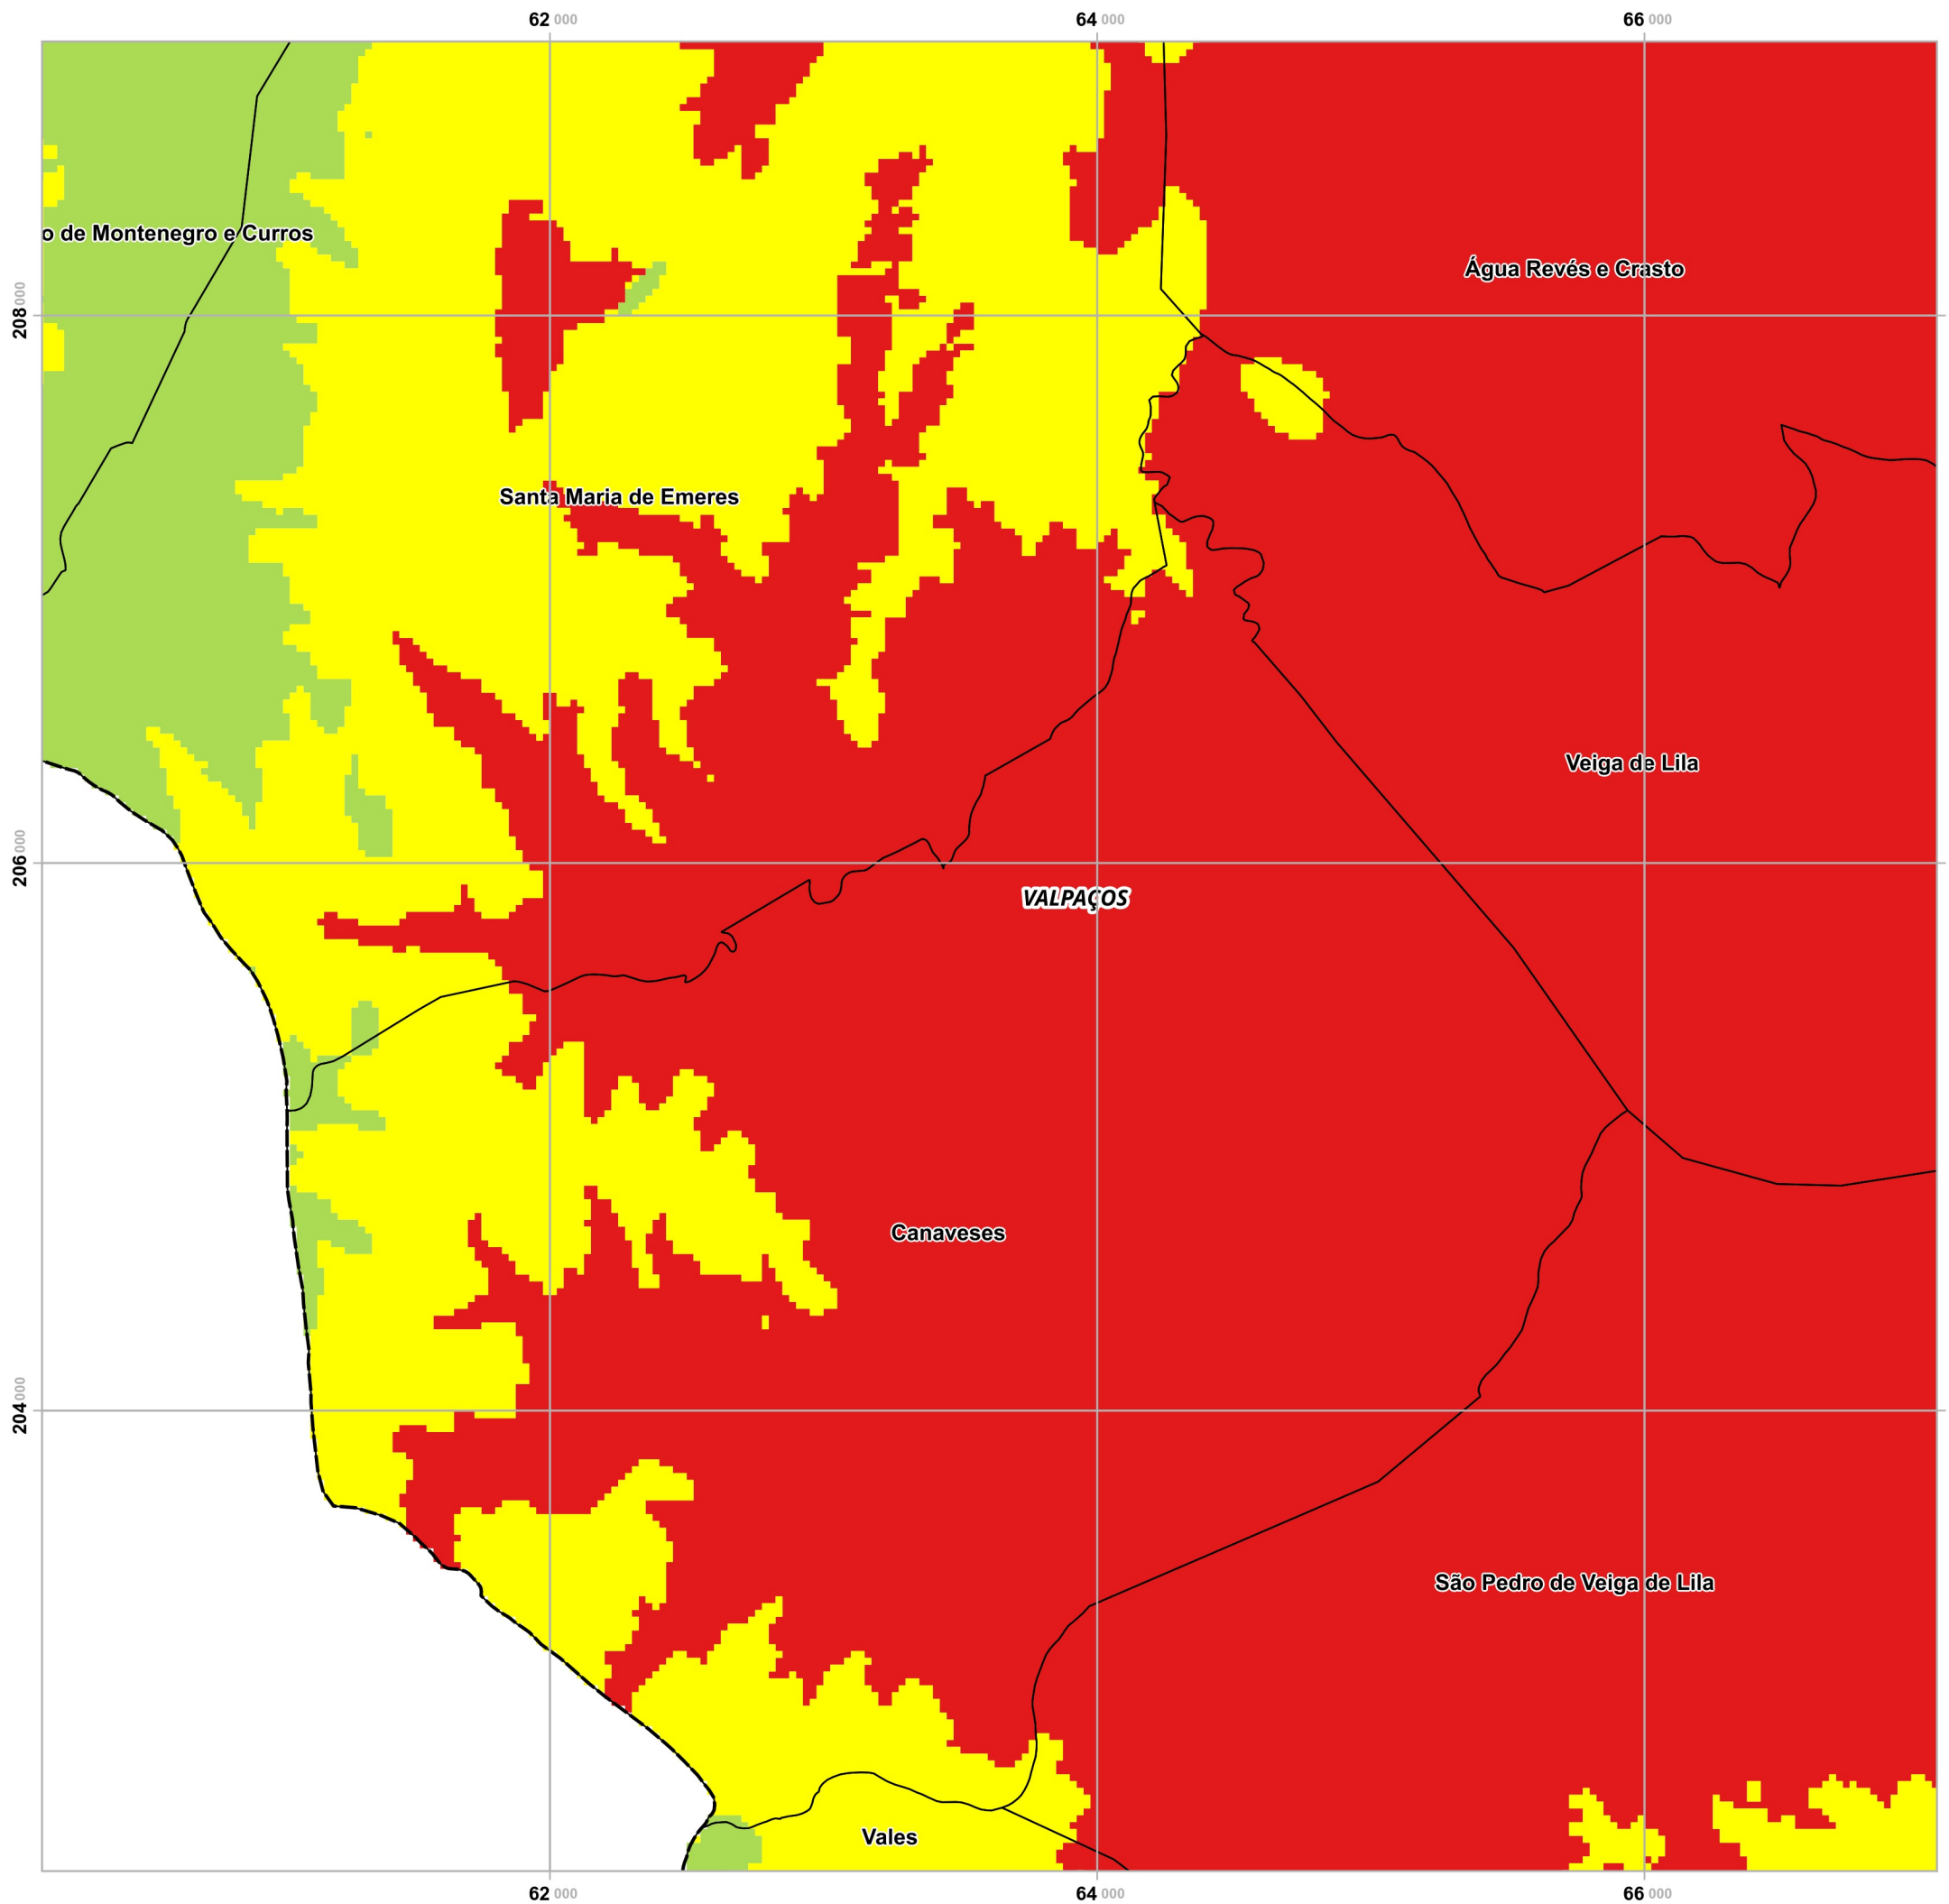 62 000 64 000 66 000
o de Montenegro e Curros
Água Revés e Crasto
208 000
Santa Maria de Emeres
Veiga de Lila
206 000
VALPAÇOS
Canaveses
204 000
São Pedro de Veiga de Lila
Vales
62 000 64 000 66 000